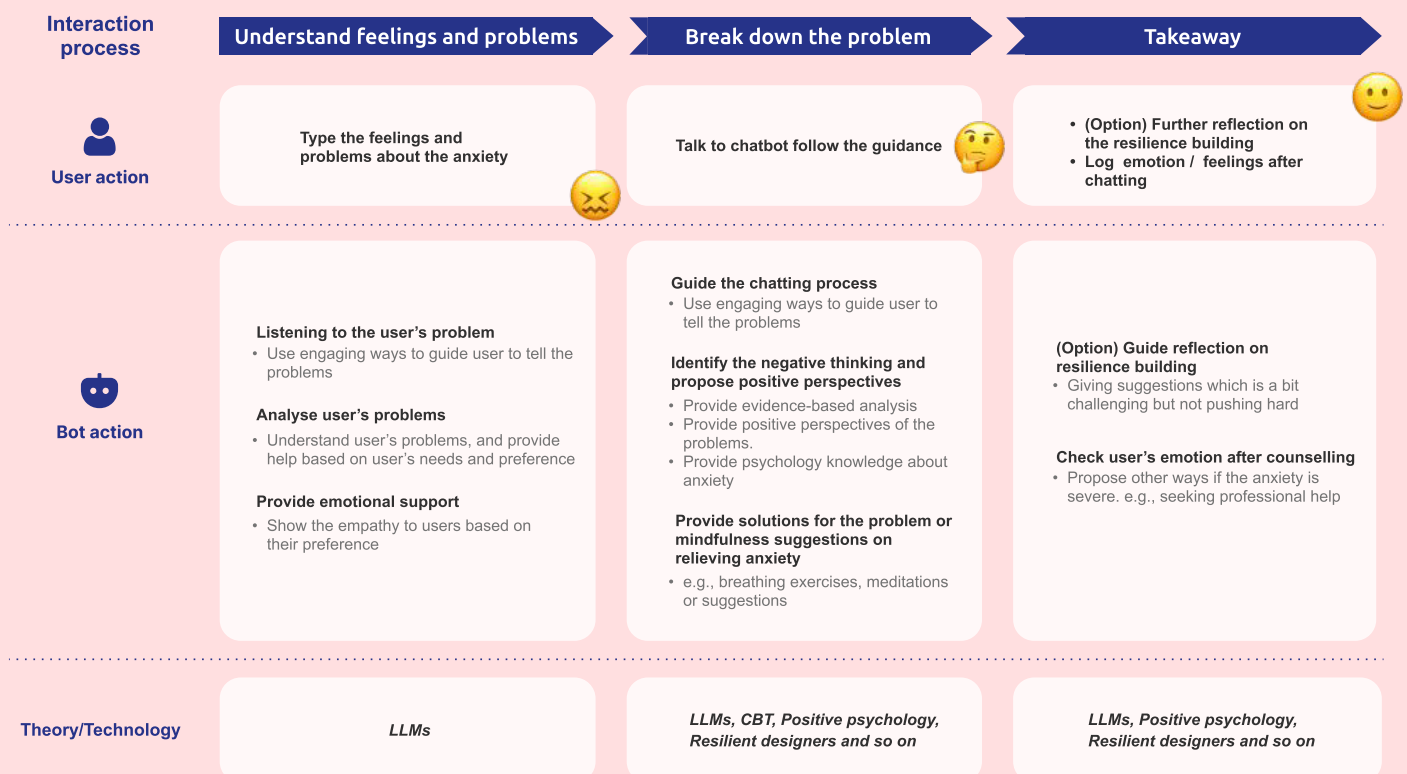 Interaction
process
Understand feelings and problems
Break down the problem
Takeaway
User action
Type the feelings and
problems about the anxiety
Talk to chatbot follow the guidance
• (Option) Further reflection on
the resilience building
• Log emotion / feelings after
chatting
Bot action
Listening to the user's problem
• Use engaging ways to guide user to tell the
problems
Analyse user's problems
• Understand user's problems, and provide
help based on user's needs and preference
Provide emotional support
• Show the empathy to users based on
their preference
Guide the chatting process
• Use engaging ways to guide user to
tell the problems
Identify the negative thinking and
propose positive perspectives
• Provide evidence-based analysis
• Provide positive perspectives of the
problems.
• Provide psychology knowledge about
anxiety
Provide solutions for the problem or
mindfulness suggestions on
relieving anxiety
• e.g., breathing exercises, meditations
or suggestions
(Option) Guide reflection on
resilience building
• Giving suggestions which is a bit
challenging but not pushing hard
Check user's emotion after counselling
• Propose other ways if the anxiety is
severe. e.g., seeking professional help
Theory/Technology
LLMs
LLMs, CBT, Positive psychology,
Resilient designers and so on
LLMs, Positive psychology,
Resilient designers and so on